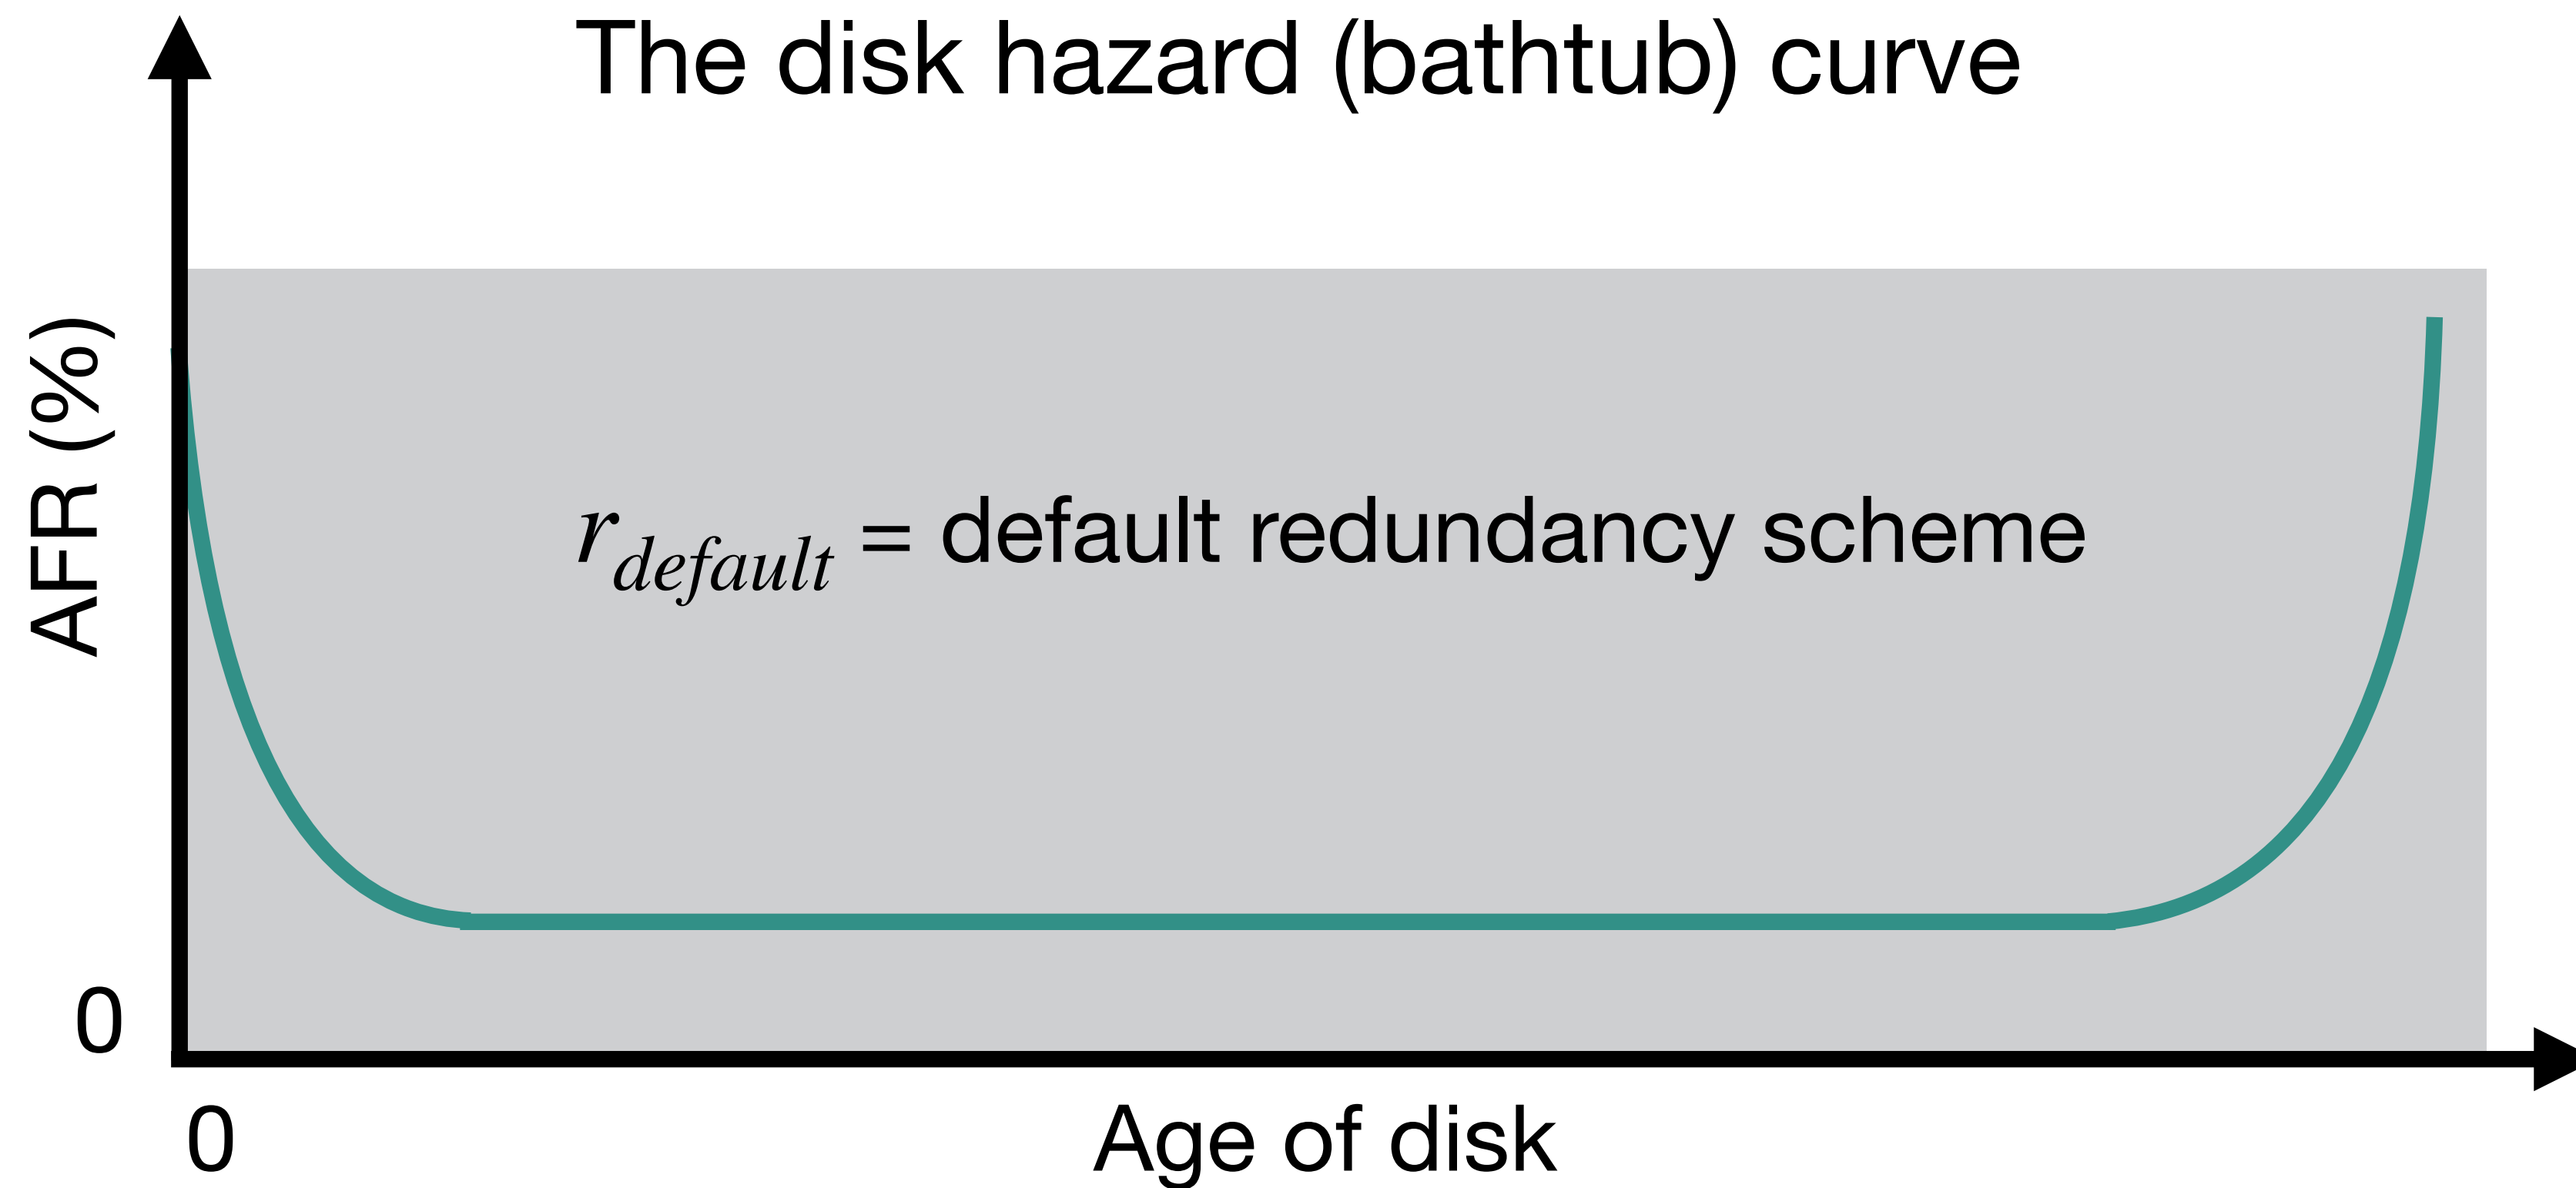 The disk hazard (bathtub) curve
AFR (%)
r_default = default redundancy scheme
0
0
Age of disk